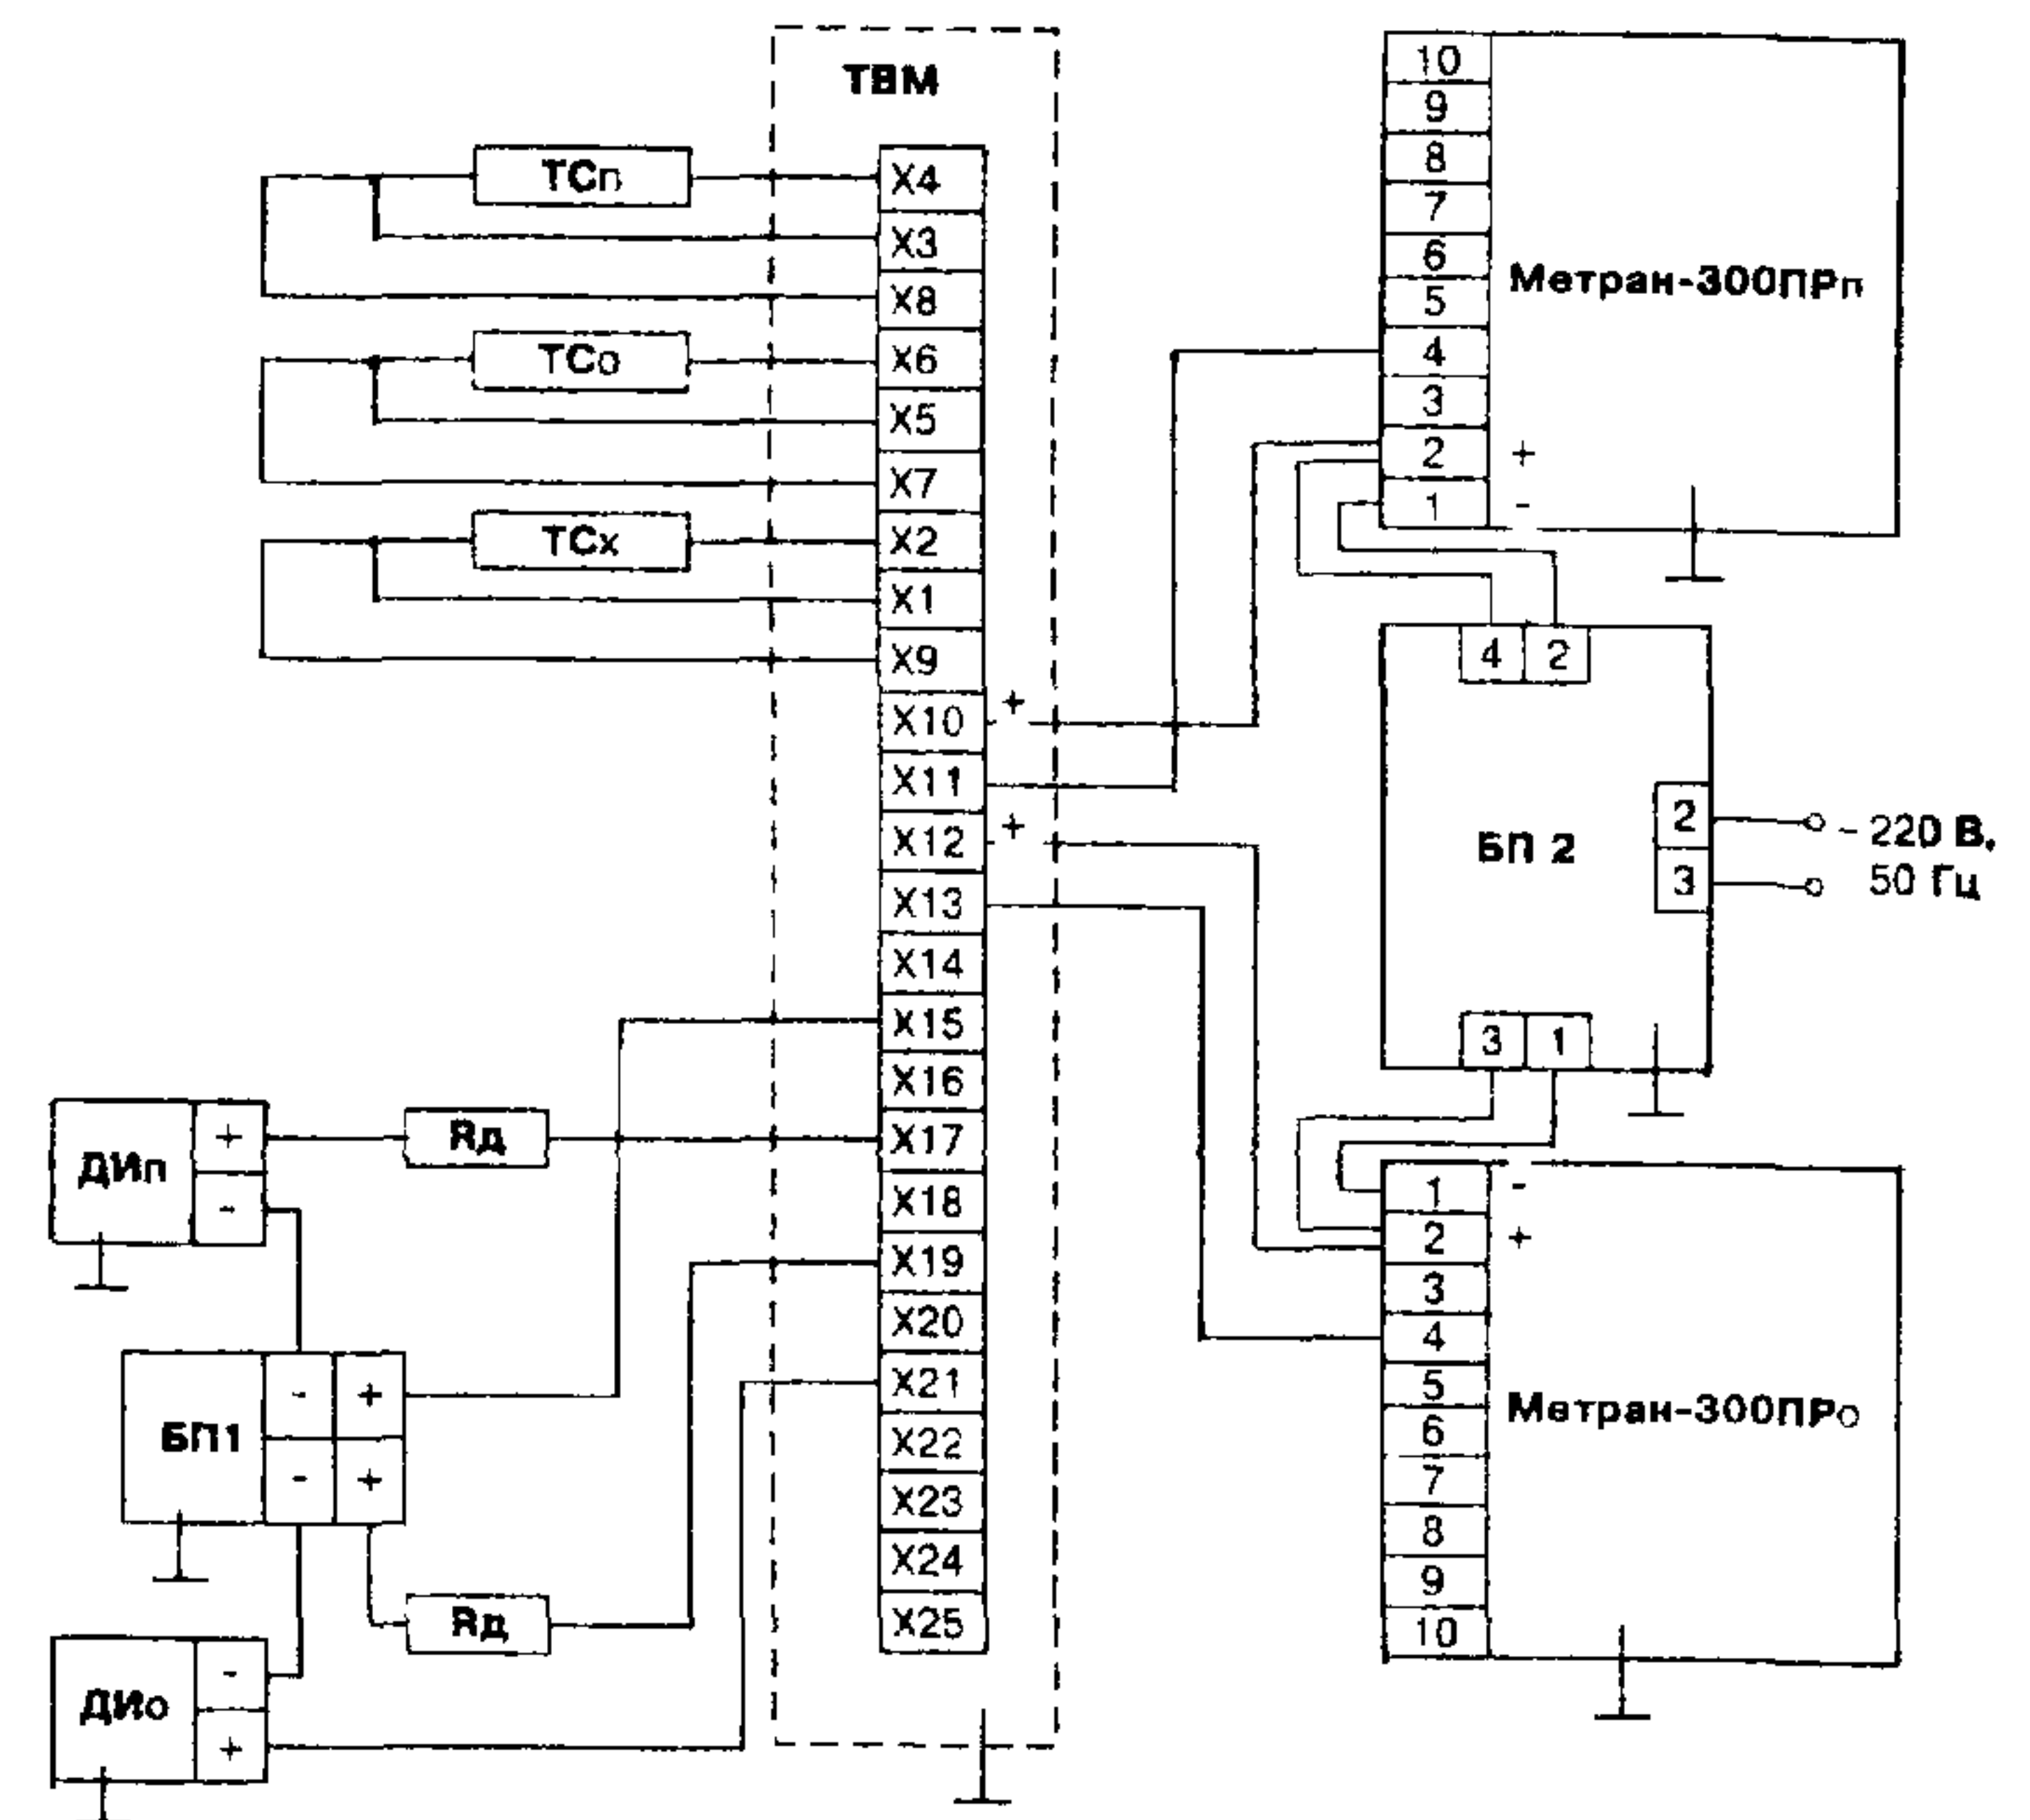 ТВМ
ТСп
ТСо
ТСх
X4
X3
X8
X6
X5
X7
X2
X1
X9
X10
+
X11
X12
+
X13
X14
X15
X16
X17
X18
X19
X20
X21
X22
X23
X24
X25
10
9
8
7
6
5
4
3
2
+
1
-
Метран-300ПРп
4 2
БП 2
2
3
~ 220 В,
50 Гц
3 1
1
-
2
+
3
4
5
6
7
8
9
10
Метран-300ПРо
ДИп
+
-
Rд
БП1
- +
- +
Rд
ДИо
-
+